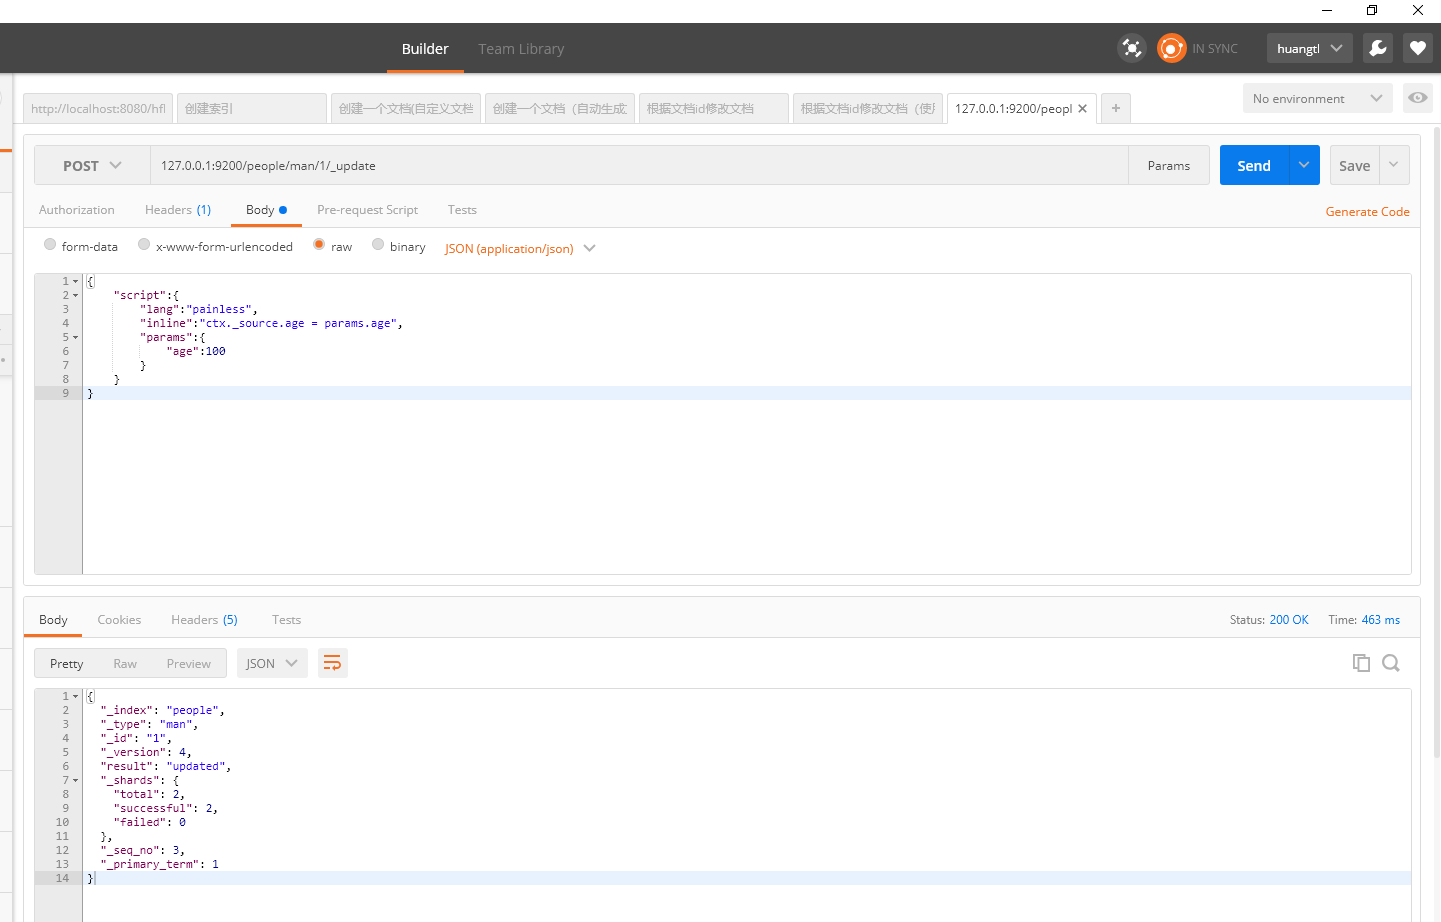 Builder
Team Library
IN SYNC
huangtl
http://localhost:8080/hfl
创建索引
创建一个文档(自定义文档
创建一个文档（自动生成
根据文档id修改文档
根据文档id修改文档（使用
127.0.0.1:9200/peopl
No environment
POST
127.0.0.1:9200/people/man/1/_update
Params
Send
Save
Authorization
Headers (1)
Body
Pre-request Script
Tests
Generate Code
form-data
x-www-form-urlencoded
raw
binary
JSON (application/json)
1 {
2 "script":{
3 "lang":"painless",
4 "inline":"ctx._source.age = params.age",
5 "params":{
6 "age":100
7 }
8 }
9 }
Body
Cookies
Headers (5)
Tests
Status: 200 OK
Time: 463 ms
Pretty
Raw
Preview
JSON
1 {
2 "_index": "people",
3 "_type": "man",
4 "_id": "1",
5 "_version": 4,
6 "result": "updated",
7 "_shards": {
8 "total": 2,
9 "successful": 2,
10 "failed": 0
11 },
12 "_seq_no": 3,
13 "_primary_term": 1
14 }